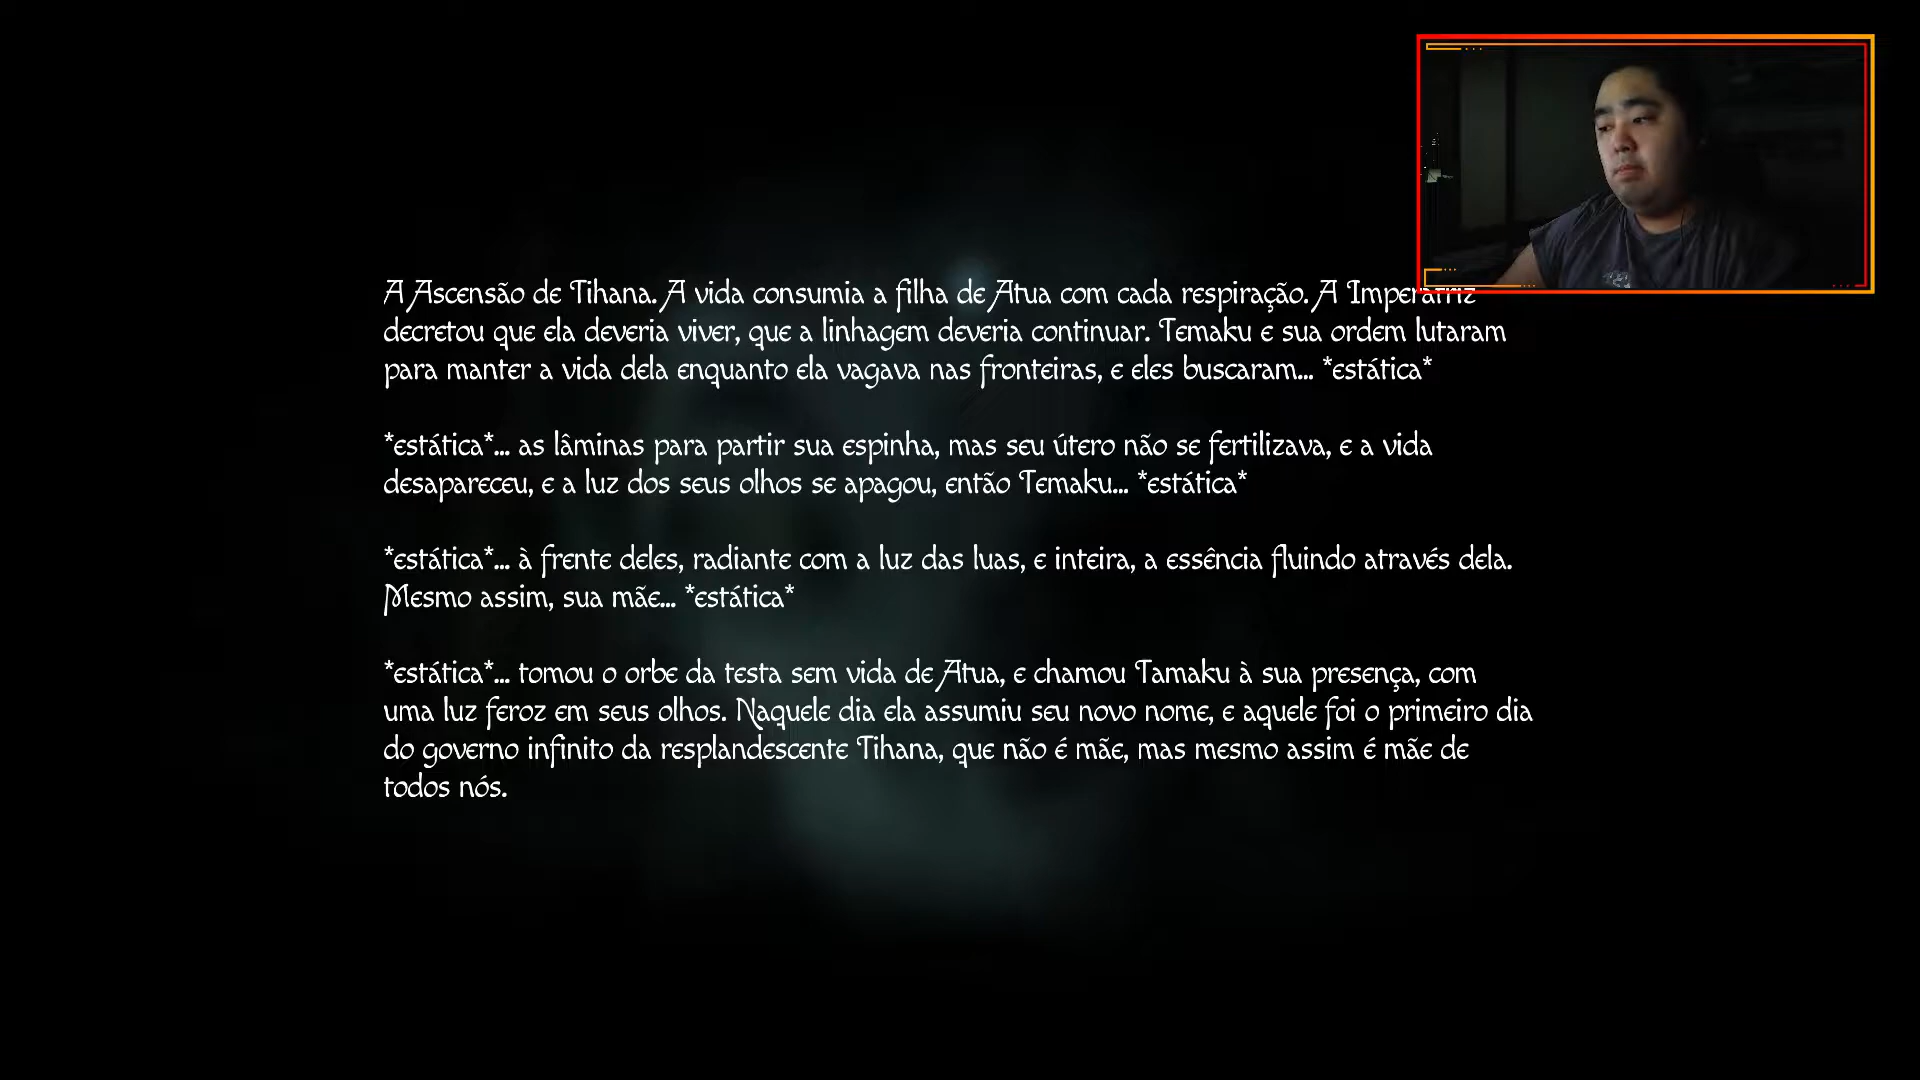 A Ascensão de Tihana. A vida consumia a filha de Atua com cada respiração. A Imperatriz
decretou que ela deveria viver, que a linhagem deveria continuar. Temaku e sua ordem lutaram
para manter a vida dela enquanto ela vagava nas fronteiras, e eles buscaram... *estática*
*estática*... as lâminas para partir sua espinha, mas seu útero não se fertilizava, e a vida
desapareceu, e a luz dos seus olhos se apagou, então Temaku... *estática*
*estática*... à frente deles, radiante com a luz das luas, e inteira, a essência fluindo através dela.
Mesmo assim, sua mãe... *estática*
*estática*... tomou o orbe da testa sem vida de Atua, e chamou Tamaku à sua presença, com
uma luz feroz em seus olhos. Naquele dia ela assumiu seu novo nome, e aquele foi o primeiro dia
do governo infinito da resplandescente Tihana, que não é mãe, mas mesmo assim é mãe de
todos nós.